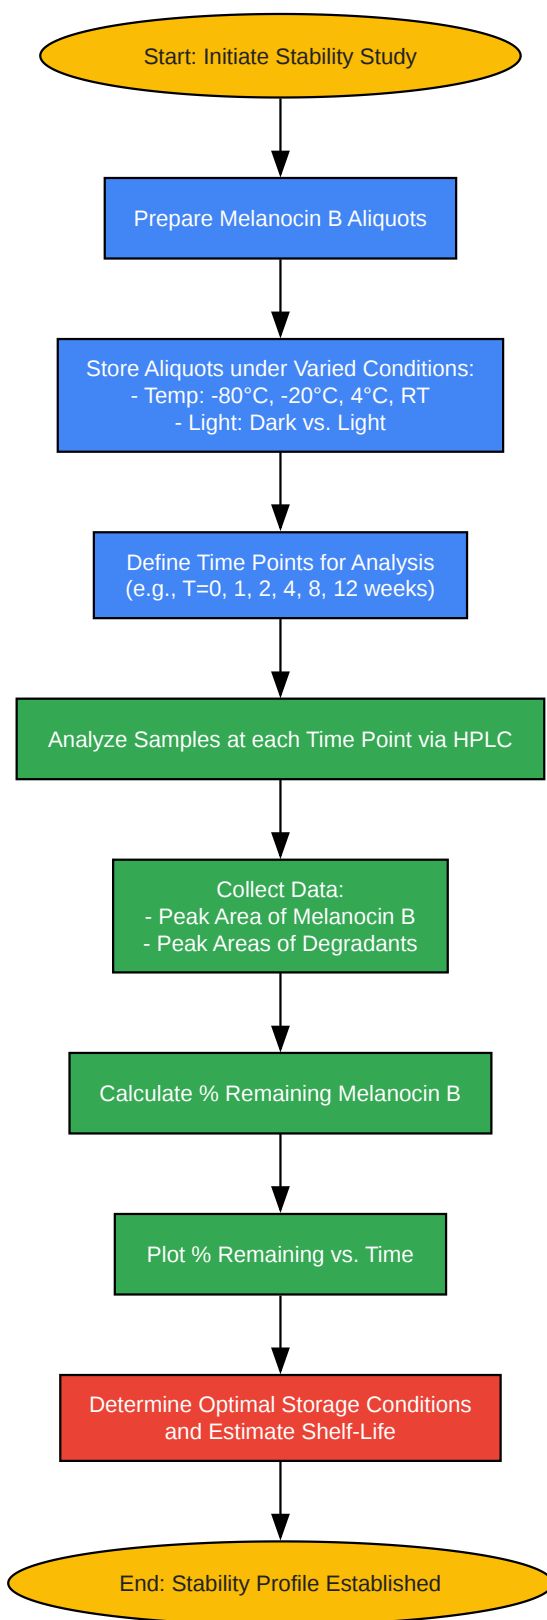 Start: Initiate Stability Study
Prepare Melanocin B Aliquots
Store Aliquots under Varied Conditions:
- Temp: -80°C, -20°C, 4°C, RT
- Light: Dark vs. Light
Define Time Points for Analysis
(e.g., T=0, 1, 2, 4, 8, 12 weeks)
Analyze Samples at each Time Point via HPLC
Collect Data:
- Peak Area of Melanocin B
- Peak Areas of Degradants
Calculate % Remaining Melanocin B
Plot % Remaining vs. Time
Determine Optimal Storage Conditions
and Estimate Shelf-Life
End: Stability Profile Established